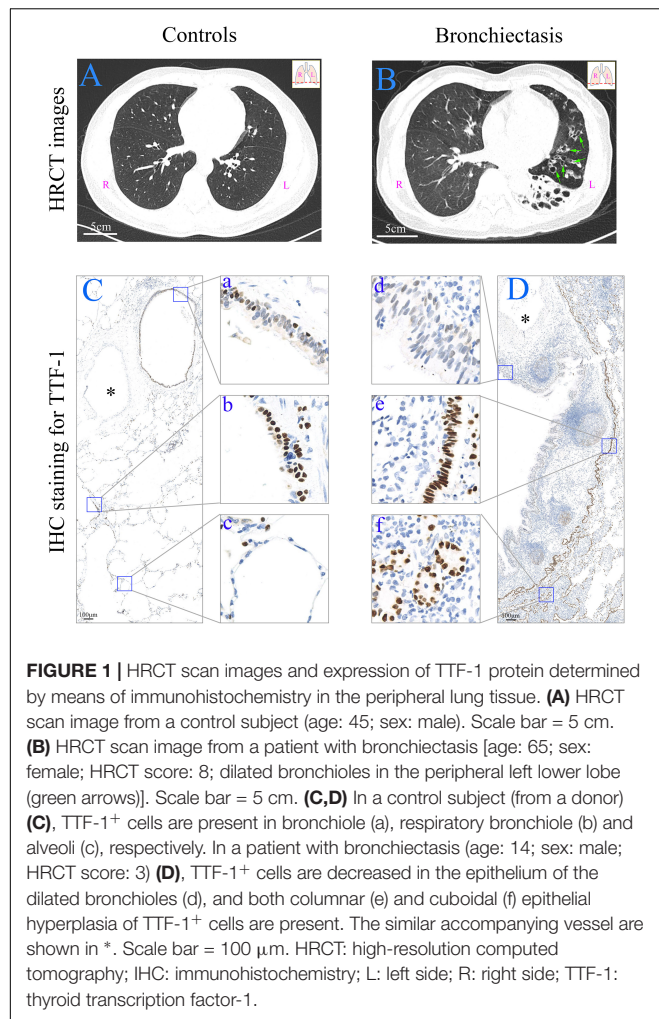 Controls
Bronchiectasis
HRCT images
A
R L
R
L
5cm
B
R L
R
L
5cm
IHC staining for TTF-1
C
*
100μm
a
b
c
d
e
f
D
*
100μm
FIGURE 1 | HRCT scan images and expression of TTF-1 protein determined
by means of immunohistochemistry in the peripheral lung tissue. (A) HRCT
scan image from a control subject (age: 45; sex: male). Scale bar = 5 cm.
(B) HRCT scan image from a patient with bronchiectasis [age: 65; sex:
female; HRCT score: 8; dilated bronchioles in the peripheral left lower lobe
(green arrows)]. Scale bar = 5 cm. (C,D) In a control subject (from a donor)
(C), TTF-1⁺ cells are present in bronchiole (a), respiratory bronchiole (b) and
alveoli (c), respectively. In a patient with bronchiectasis (age: 14; sex: male;
HRCT score: 3) (D), TTF-1⁺ cells are decreased in the epithelium of the
dilated bronchioles (d), and both columnar (e) and cuboidal (f) epithelial
hyperplasia of TTF-1⁺ cells are present. The similar accompanying vessel are
shown in *. Scale bar = 100 μm. HRCT: high-resolution computed
tomography; IHC: immunohistochemistry; L: left side; R: right side; TTF-1:
thyroid transcription factor-1.